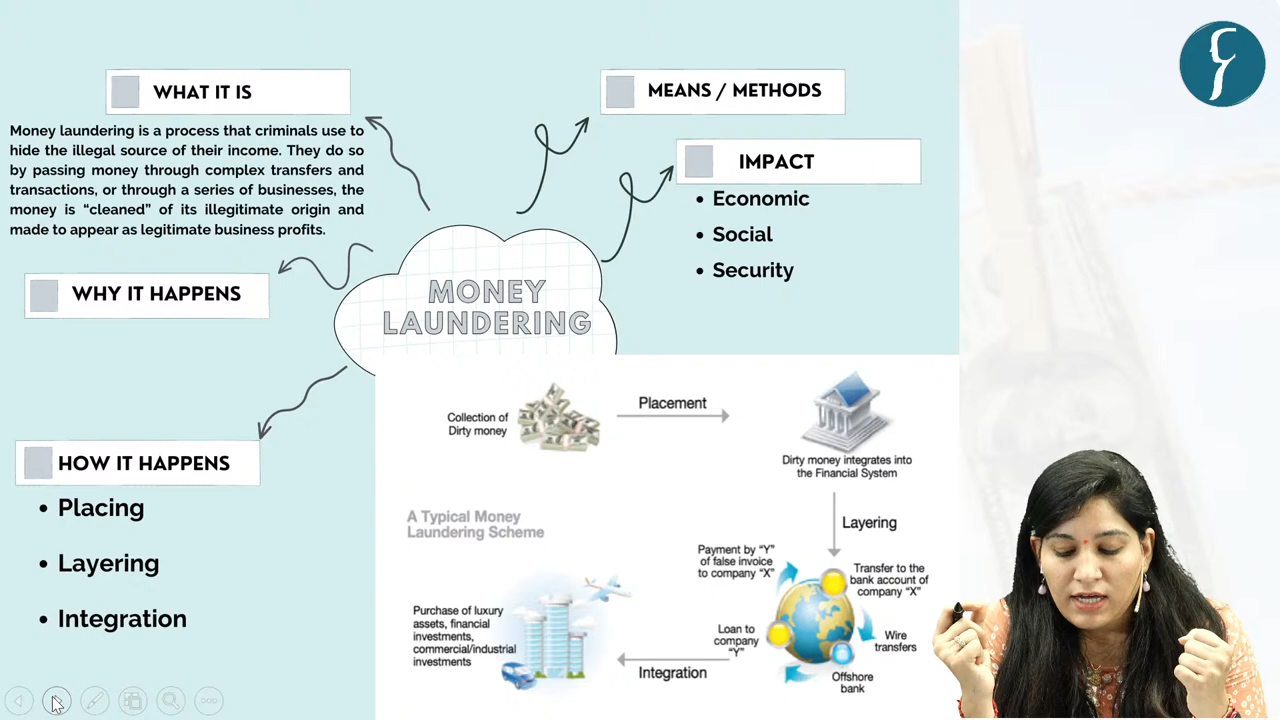 WHAT IT IS
Money laundering is a process that criminals use to
hide the illegal source of their income. They do so
by passing money through complex transfers and
transactions, or through a series of businesses, the
money is “cleaned” of its illegitimate origin and
made to appear as legitimate business profits.
WHY IT HAPPENS
HOW IT HAPPENS
• Placing
• Layering
• Integration
MONEY
LAUNDERING
MEANS / METHODS
IMPACT
• Economic
• Social
• Security
Collection of
Dirty money
Placement
Dirty money integrates into
the Financial System
Layering
A Typical Money
Laundering Scheme
Payment by “Y”
of false invoice
to company “X”
Transfer to the
bank account of
company “X”
Wire
transfers
Offshore
bank
Loan to
company
“Y”
Integration
Purchase of luxury
assets, financial
investments,
commercial/industrial
investments